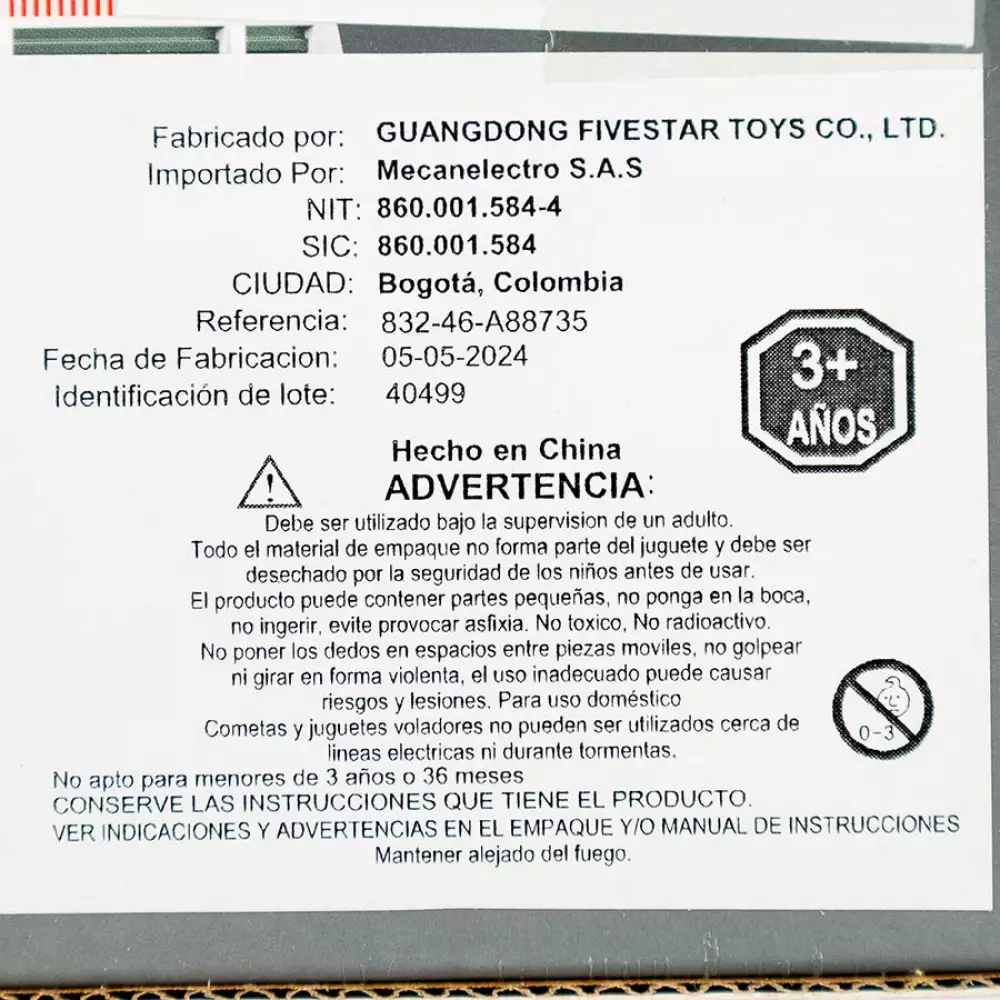 Fabricado por: GUANGDONG FIVESTAR TOYS CO., LTD.
Importado Por: Mecanelectro S.A.S
NIT: 860.001.584-4
SIC: 860.001.584
CIUDAD: Bogotá, Colombia
Referencia: 832-46-A88735
Fecha de Fabricacion: 05-05-2024
Identificación de lote: 40499
3+
AÑOS
Hecho en China
ADVERTENCIA:
Debe ser utilizado bajo la supervision de un adulto.
Todo el material de empaque no forma parte del juguete y debe ser
desechado por la seguridad de los niños antes de usar.
El producto puede contener partes pequeñas, no ponga en la boca,
no ingerir, evite provocar asfixia. No toxico, No radioactivo.
No poner los dedos en espacios entre piezas moviles, no golpear
ni girar en forma violenta, el uso inadecuado puede causar
riesgos y lesiones. Para uso doméstico
Cometas y juguetes voladores no pueden ser utilizados cerca de
lineas electricas ni durante tormentas.
0-3
No apto para menores de 3 años o 36 meses
CONSERVE LAS INSTRUCCIONES QUE TIENE EL PRODUCTO.
VER INDICACIONES Y ADVERTENCIAS EN EL EMPAQUE Y/O MANUAL DE INSTRUCCIONES
Mantener alejado del fuego.